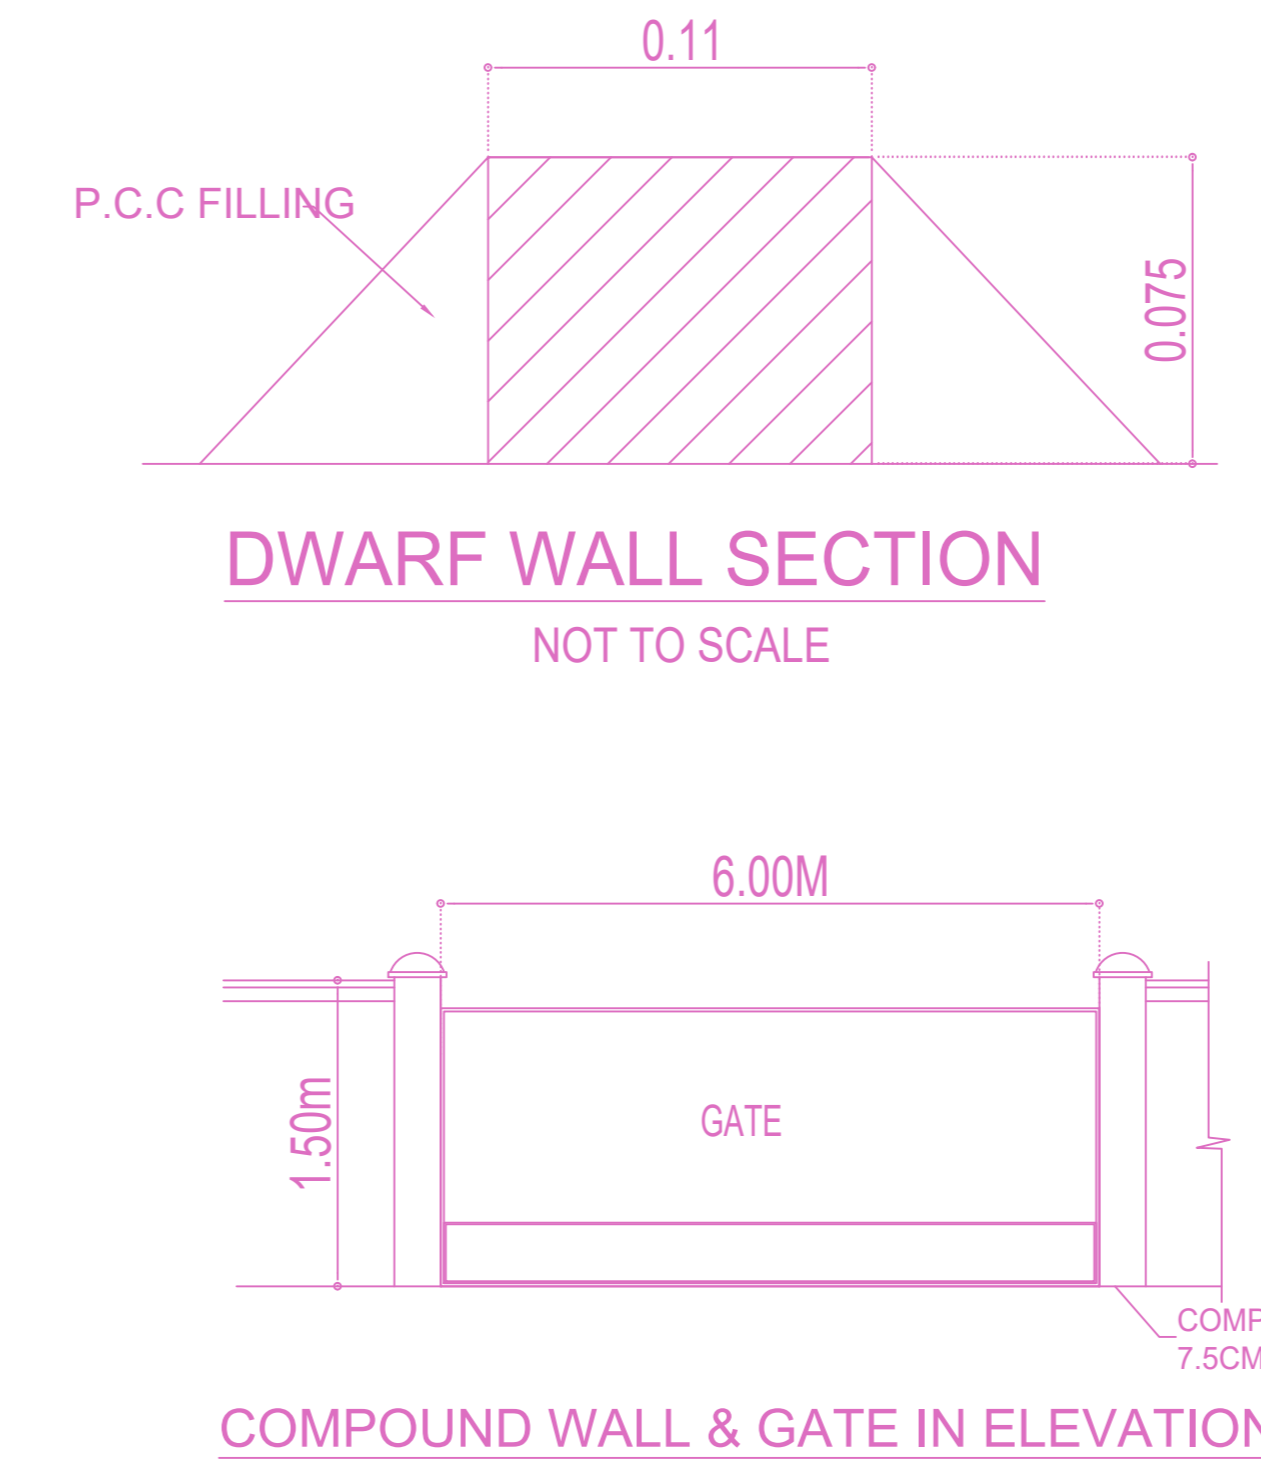 0.11
P.C.C FILLING
0.075
DWARF WALL SECTION
NOT TO SCALE
6.00M
1.50m
GATE
7.5CM
COMPOUND WALL & GATE IN ELEVATION